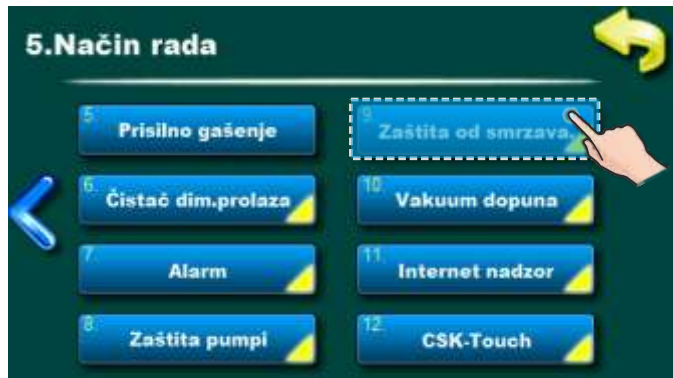 5.Način rada
5.
Prisilno gašenje
6.
Čistač dim.prolaza
7.
Alarm
8.
Zaštita pumpi
9.
Zaštita od smrzava.
10.
Vakuum dopuna
11.
Internet nadzor
12.
CSK-Touch